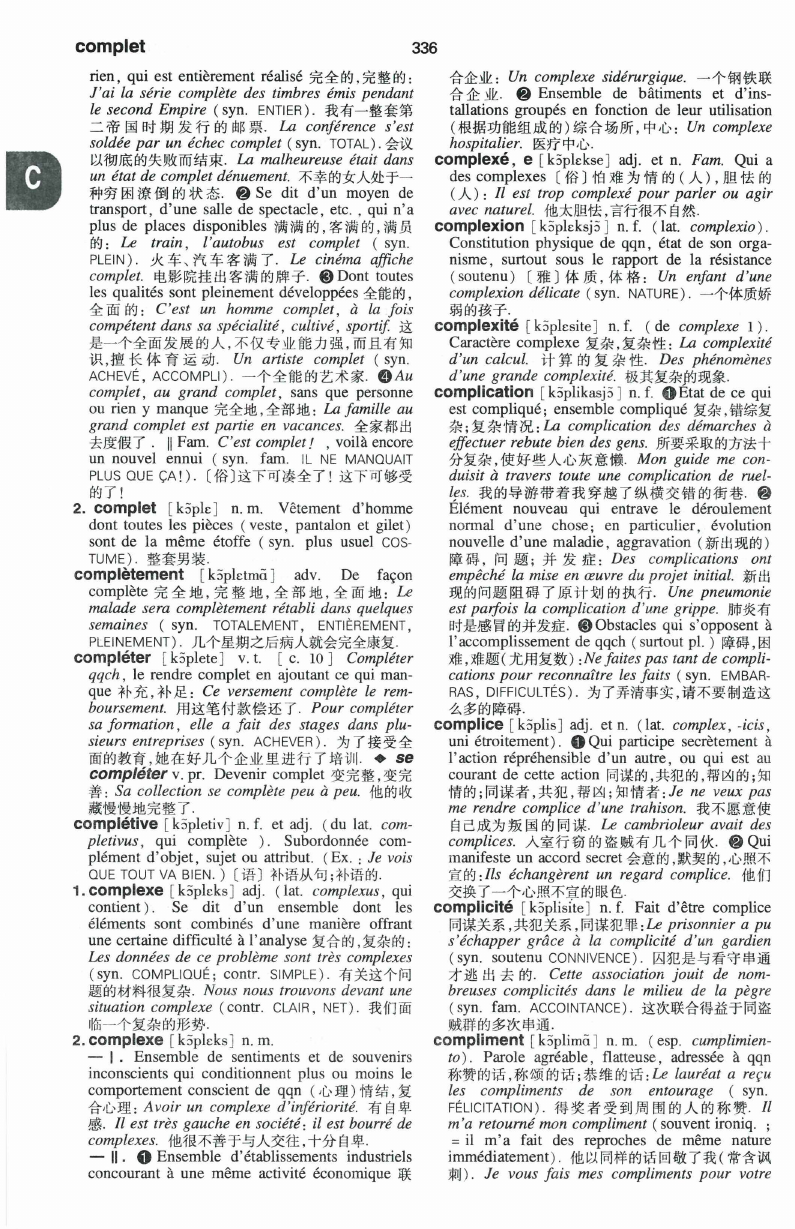 complet
336
rien, qui est entièrement réalisé 完全的,完整的:
J'ai la série complète des timbres émis pendant
le second Empire (syn. ENTIER). 我有一整套第
二帝国时期发行的邮票. La conférence s'est
soldée par un échec complet (syn. TOTAL). 会议
以彻底的失败而结束. La malheureuse était dans
un état de complet dénuement. 不幸的女人处于一
种穷困潦倒的状态. ❷ Se dit d'un moyen de
transport, d'une salle de spectacle, etc., qui n'a
plus de places disponibles 满满的,客满的,满员
的: Le train, l'autobus est complet ( syn.
PLEIN). 火车、汽车客满了. Le cinéma affiche
complet. 电影院挂出客满的牌子. ❸ Dont toutes
les qualités sont pleinement développées 全能的,
全面的: C'est un homme complet, à la fois
compétent dans sa spécialité, cultivé, sportif. 这
是一个全面发展的人,不仅专业能力强,而且有知
识,擅长体育运动. Un artiste complet ( syn.
ACHEVÉ, ACCOMPLI). 一个全能的艺术家. ❹ Au
complet, au grand complet, sans que personne
ou rien y manque 完全地,全部地: La famille au
grand complet est partie en vacances. 全家都出
去度假了. ‖ Fam. C'est complet! , voilà encore
un nouvel ennui ( syn. fam. IL NE MANQUAIT
PLUS QUE ÇA!). 〔俗〕这下可凑全了! 这下可够受
的了!
2. complet [kɔ̃plɛ] n.m. Vêtement d'homme
dont toutes les pièces (veste, pantalon et gilet)
sont de la même étoffe ( syn. plus usuel COS-
TUME). 整套男装.
complètement [kɔ̃plɛtmɑ̃] adv. De façon
complète 完全地,完整地,全部地,全面地: Le
malade sera complètement rétabli dans quelques
semaines ( syn. TOTALEMENT, ENTIÈREMENT,
PLEINEMENT). 几个星期之后病人就会完全康复.
compléter [kɔ̃plete] v.t. [c. 10] Compléter
qqch, le rendre complet en ajoutant ce qui man-
que 补充,补足: Ce versement complète le rem-
boursement. 用这笔付款偿还了. Pour compléter
sa formation, elle a fait des stages dans plu-
sieurs entreprises (syn. ACHEVER). 为了接受全
面的教育,她在好几个企业里进行了培训. ◆ se
compléter v. pr. Devenir complet 变完整,变完
善: Sa collection se complète peu à peu. 他的收
藏慢慢地完整了.
complétive [kɔ̃pletiv] n.f. et adj. (du lat. com-
pletivus, qui complète ). Subordonnée com-
plément d'objet, sujet ou attribut. (Ex. : Je vois
QUE TOUT VA BIEN.) 〔语〕补语从句;补语的.
1. complexe [kɔ̃plɛks] adj. (lat. complexus, qui
contient). Se dit d'un ensemble dont les
éléments sont combinés d'une manière offrant
une certaine difficulté à l'analyse 复合的,复杂的:
Les données de ce problème sont très complexes
(syn. COMPLIQUÉ; contr. SIMPLE). 有关这个问
题的材料很复杂. Nous nous trouvons devant une
situation complexe (contr. CLAIR, NET). 我们面
临一个复杂的形势.
2. complexe [kɔ̃plɛks] n.m.
— Ⅰ. Ensemble de sentiments et de souvenirs
inconscients qui conditionnent plus ou moins le
comportement conscient de qqn (心理)情结,复
合心理: Avoir un complexe d'infériorité. 有自卑
感. Il est très gauche en société: il est bourré de
complexes. 他很不善于与人交往,十分自卑.
— Ⅱ. ❶ Ensemble d'établissements industriels
concourant à une même activité économique 联
C
合企业: Un complexe sidérurgique. 一个钢铁联
合企业. ❷ Ensemble de bâtiments et d'ins-
tallations groupés en fonction de leur utilisation
(根据功能组成的)综合场所,中心: Un complexe
hospitalier. 医疗中心.
complexé, e [kɔ̃plɛkse] adj. et n. Fam. Qui a
des complexes 〔俗〕怕难为情的(人),胆怯的
(人): Il est trop complexé pour parler ou agir
avec naturel. 他太胆怯,言行很不自然.
complexion [kɔ̃plɛksjɔ̃] n.f. (lat. complexio).
Constitution physique de qqn, état de son orga-
nisme, surtout sous le rapport de la résistance
(soutenu) 〔雅〕体质,体格: Un enfant d'une
complexion délicate (syn. NATURE). 一个体质娇
弱的孩子.
complexité [kɔ̃plɛsite] n.f. (de complexe 1).
Caractère complexe 复杂,复杂性: La complexité
d'un calcul. 计算的复杂性. Des phénomènes
d'une grande complexité. 极其复杂的现象.
complication [kɔ̃plikasjɔ̃] n.f. ❶ État de ce qui
est compliqué; ensemble compliqué 复杂,错综复
杂;复杂情况: La complication des démarches à
effectuer rebute bien des gens. 所要采取的方法十
分复杂,使好些人心灰意懒. Mon guide me con-
duisit à travers toute une complication de ruel-
les. 我的导游带着我穿越了纵横交错的街巷. ❷
Élément nouveau qui entrave le déroulement
normal d'une chose; en particulier, évolution
nouvelle d'une maladie, aggravation (新出现的)
障碍, 问题; 并发症: Des complications ont
empêché la mise en œuvre du projet initial. 新出
现的问题阻碍了原计划的执行. Une pneumonie
est parfois la complication d'une grippe. 肺炎有
时是感冒的并发症. ❸ Obstacles qui s'opposent à
l'accomplissement de qqch (surtout pl.) 障碍,困
难,难题(尤用复数): Ne faites pas tant de compli-
cations pour reconnaître les faits (syn. EMBAR-
RAS, DIFFICULTÉS). 为了弄清事实,请不要制造这
么多的障碍.
complice [kɔ̃plis] adj. et n. (lat. complex, -icis,
uni étroitement). ❶ Qui participe secrètement à
l'action répréhensible d'un autre, ou qui est au
courant de cette action 同谋的,共犯的,帮凶的;知
情的;同谋者,共犯,帮凶;知情者: Je ne veux pas
me rendre complice d'une trahison. 我不愿意使
自己成为叛国的同谋. Le cambrioleur avait des
complices. 入室行窃的盗贼有几个同伙. ❷ Qui
manifeste un accord secret 会意的,默契的,心照不
宣的: Ils échangèrent un regard complice. 他们
交换了一个心照不宣的眼色.
complicité [kɔ̃plisite] n.f. Fait d'être complice
同谋关系,共犯关系,同谋犯罪: Le prisonnier a pu
s'échapper grâce à la complicité d'un gardien
(syn. soutenu CONNIVENCE). 囚犯是与看守串通
才逃出去的. Cette association jouit de nom-
breuses complicités dans le milieu de la pègre
(syn. fam. ACCOINTANCE). 这次联合得益于同盗
贼群的多次串通.
compliment [kɔ̃plimɑ̃] n.m. (esp. cumplimien-
to). Parole agréable, flatteuse, adressée à qqn
称赞的话,称颂的话;恭维的话: Le lauréat a reçu
les compliments de son entourage ( syn.
FÉLICITATION). 得奖者受到周围的人的称赞. Il
m'a retourné mon compliment (souvent ironiq. ;
= il m'a fait des reproches de même nature
immédiatement). 他以同样的话回敬了我(常含讽
刺). Je vous fais mes compliments pour votre